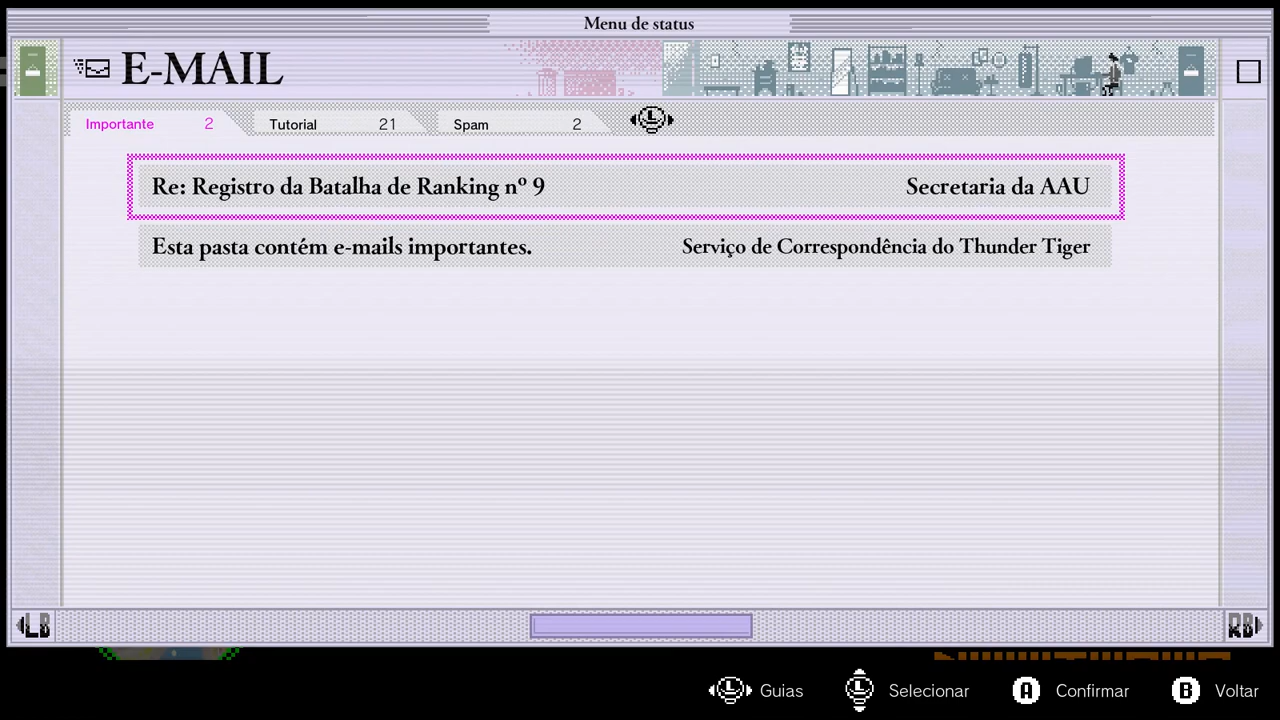 Menu de status
E-MAIL
Importante 2
Tutorial 21
Spam 2
L
Re: Registro da Batalha de Ranking nº 9 Secretaria da AAU
Esta pasta contém e-mails importantes. Serviço de Correspondência do Thunder Tiger
LB RB
L Guias L Selecionar A Confirmar B Voltar